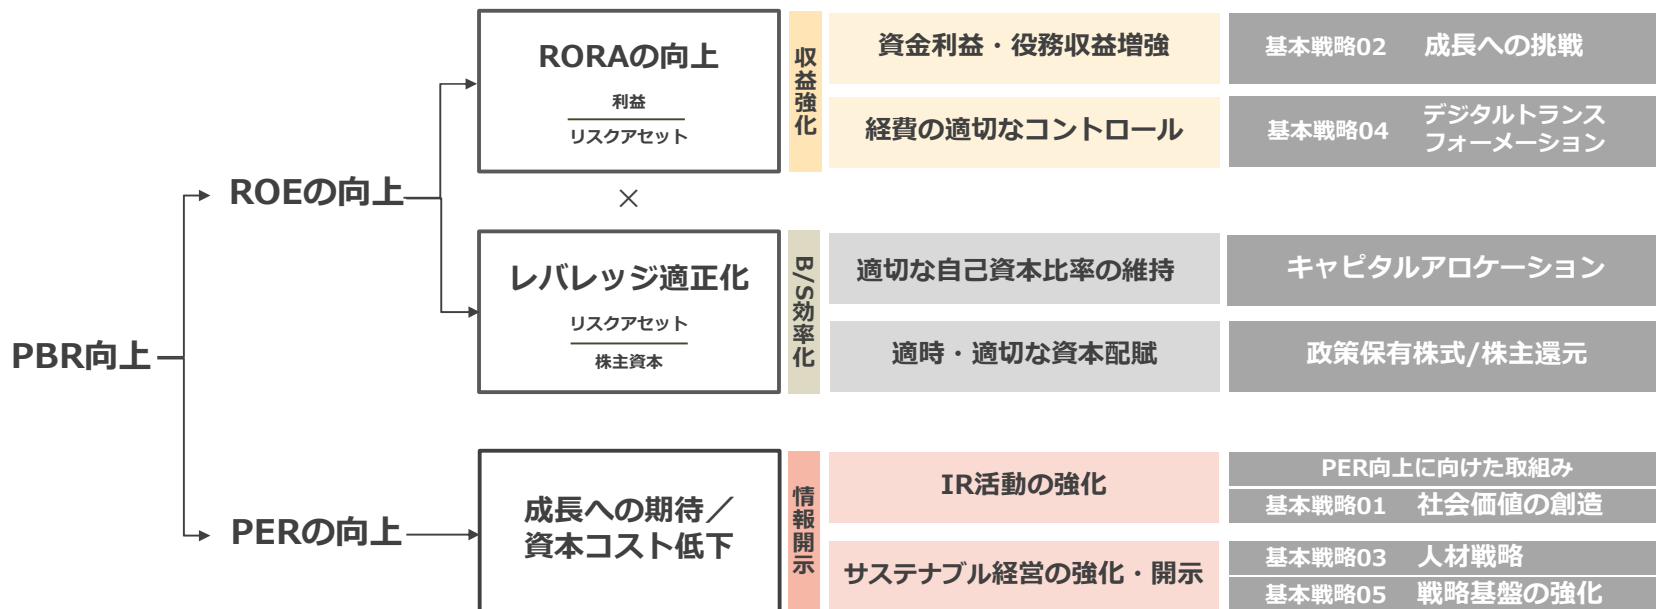 PBR向上
ROEの向上
RORAの向上
利益
リスクアセット
×
レバレッジ適正化
リスクアセット
株主資本
収益強化
資金利益・役務収益増強
基本戦略02 成長への挑戦
経費の適切なコントロール
基本戦略04 デジタルトランス
フォーメーション
B/S効率化
適切な自己資本比率の維持
キャピタルアロケーション
適時・適切な資本配賦
政策保有株式/株主還元
PERの向上
成長への期待／
資本コスト低下
情報開示
IR活動の強化
PER向上に向けた取組み
基本戦略01 社会価値の創造
サステナブル経営の強化・開示
基本戦略03 人材戦略
基本戦略05 戦略基盤の強化